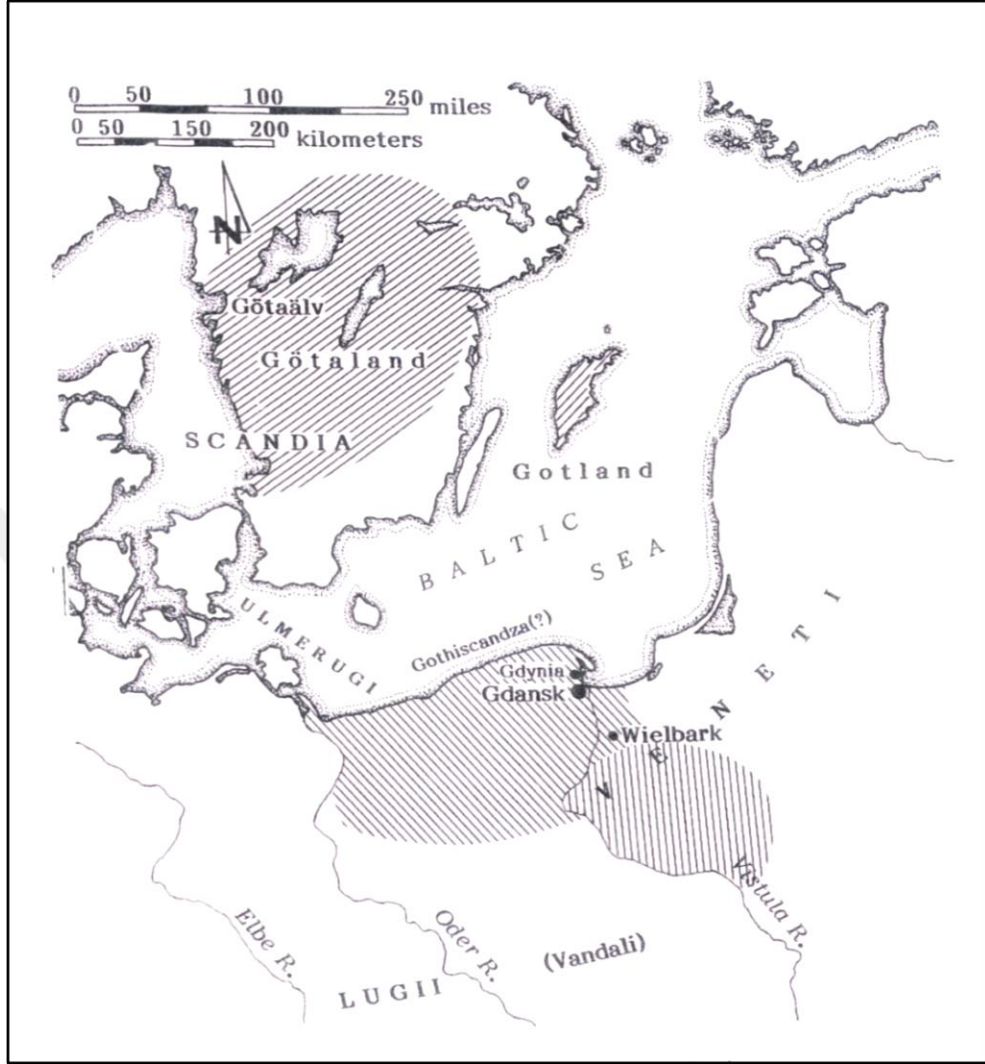 0 50 100 250 miles
0 50 150 200 kilometers
N
Götaälv
Götaland
SCANDIA
Gotland
BALTIC
SEA
ULMERUGI
Gothiscandza(?)
Gdynia
Gdansk
Wielbark
VENETI
Vistula R.
Elbe R.
Oder R.
(Vandali)
LUGII